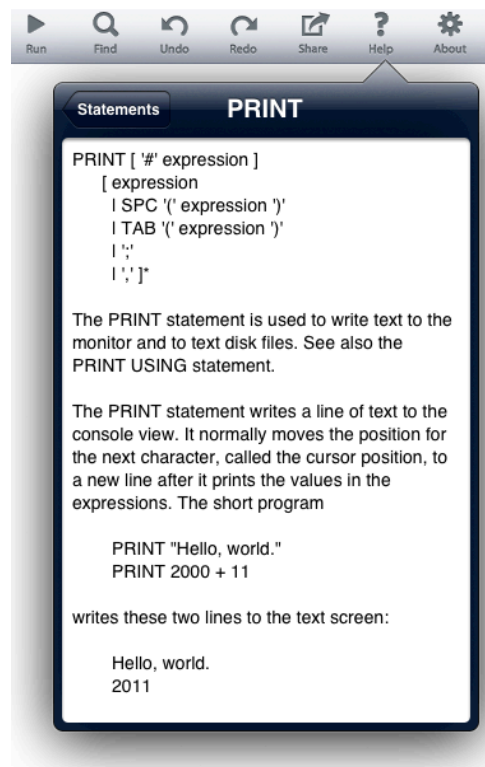 Run Find Undo Redo Share Help About
Statements PRINT
PRINT [ '#' expression ]
[ expression
| SPC '(' expression ')'
| TAB '(' expression ')'
| ';'
| ',' ]*
The PRINT statement is used to write text to the
monitor and to text disk files. See also the
PRINT USING statement.
The PRINT statement writes a line of text to the
console view. It normally moves the position for
the next character, called the cursor position, to
a new line after it prints the values in the
expressions. The short program
PRINT "Hello, world."
PRINT 2000 + 11
writes these two lines to the text screen:
Hello, world.
2011